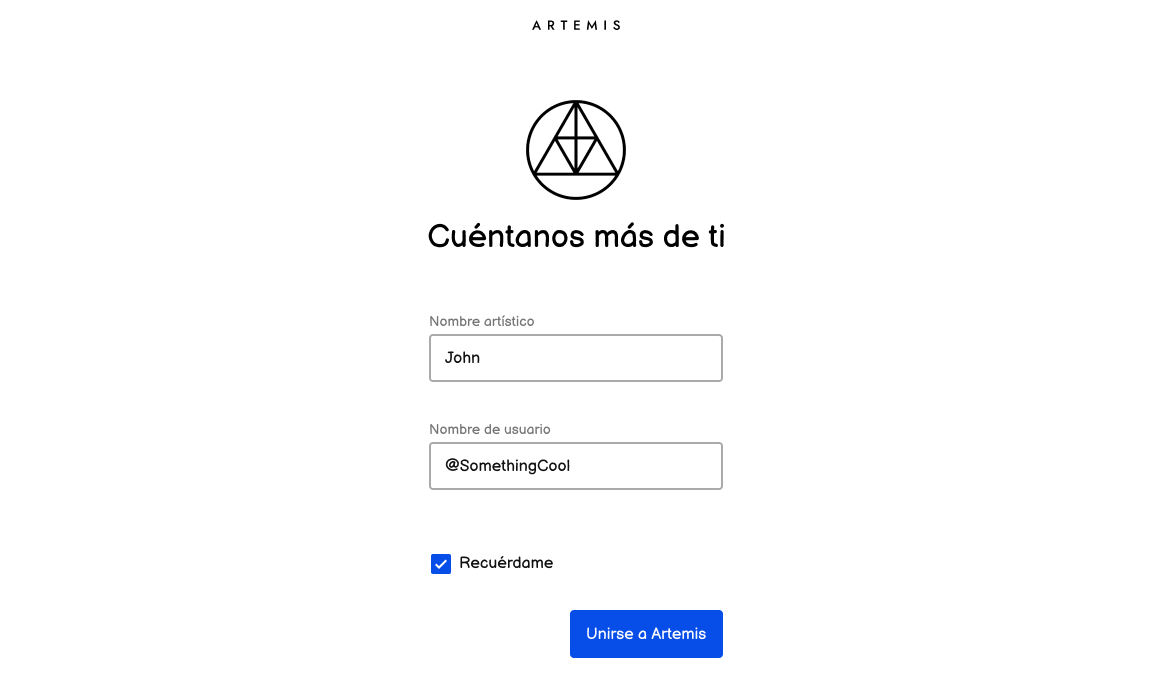 ARTEMIS
Cuéntanos más de ti
Nombre artístico
John
Nombre de usuario
@SomethingCool
Recuérdame
Unirse a Artemis